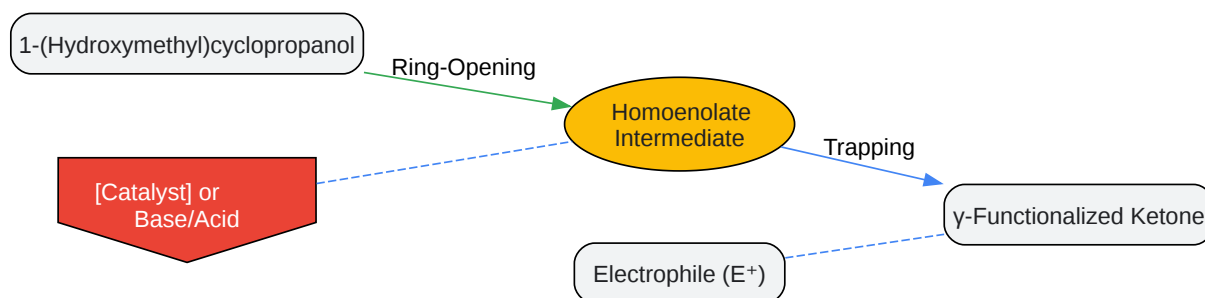 1-(Hydroxymethyl)cyclopropanol
Ring-Opening
Homoenolate
Intermediate
Trapping
[Catalyst] or
Base/Acid
γ-Functionalized Ketone
Electrophile (E⁺)